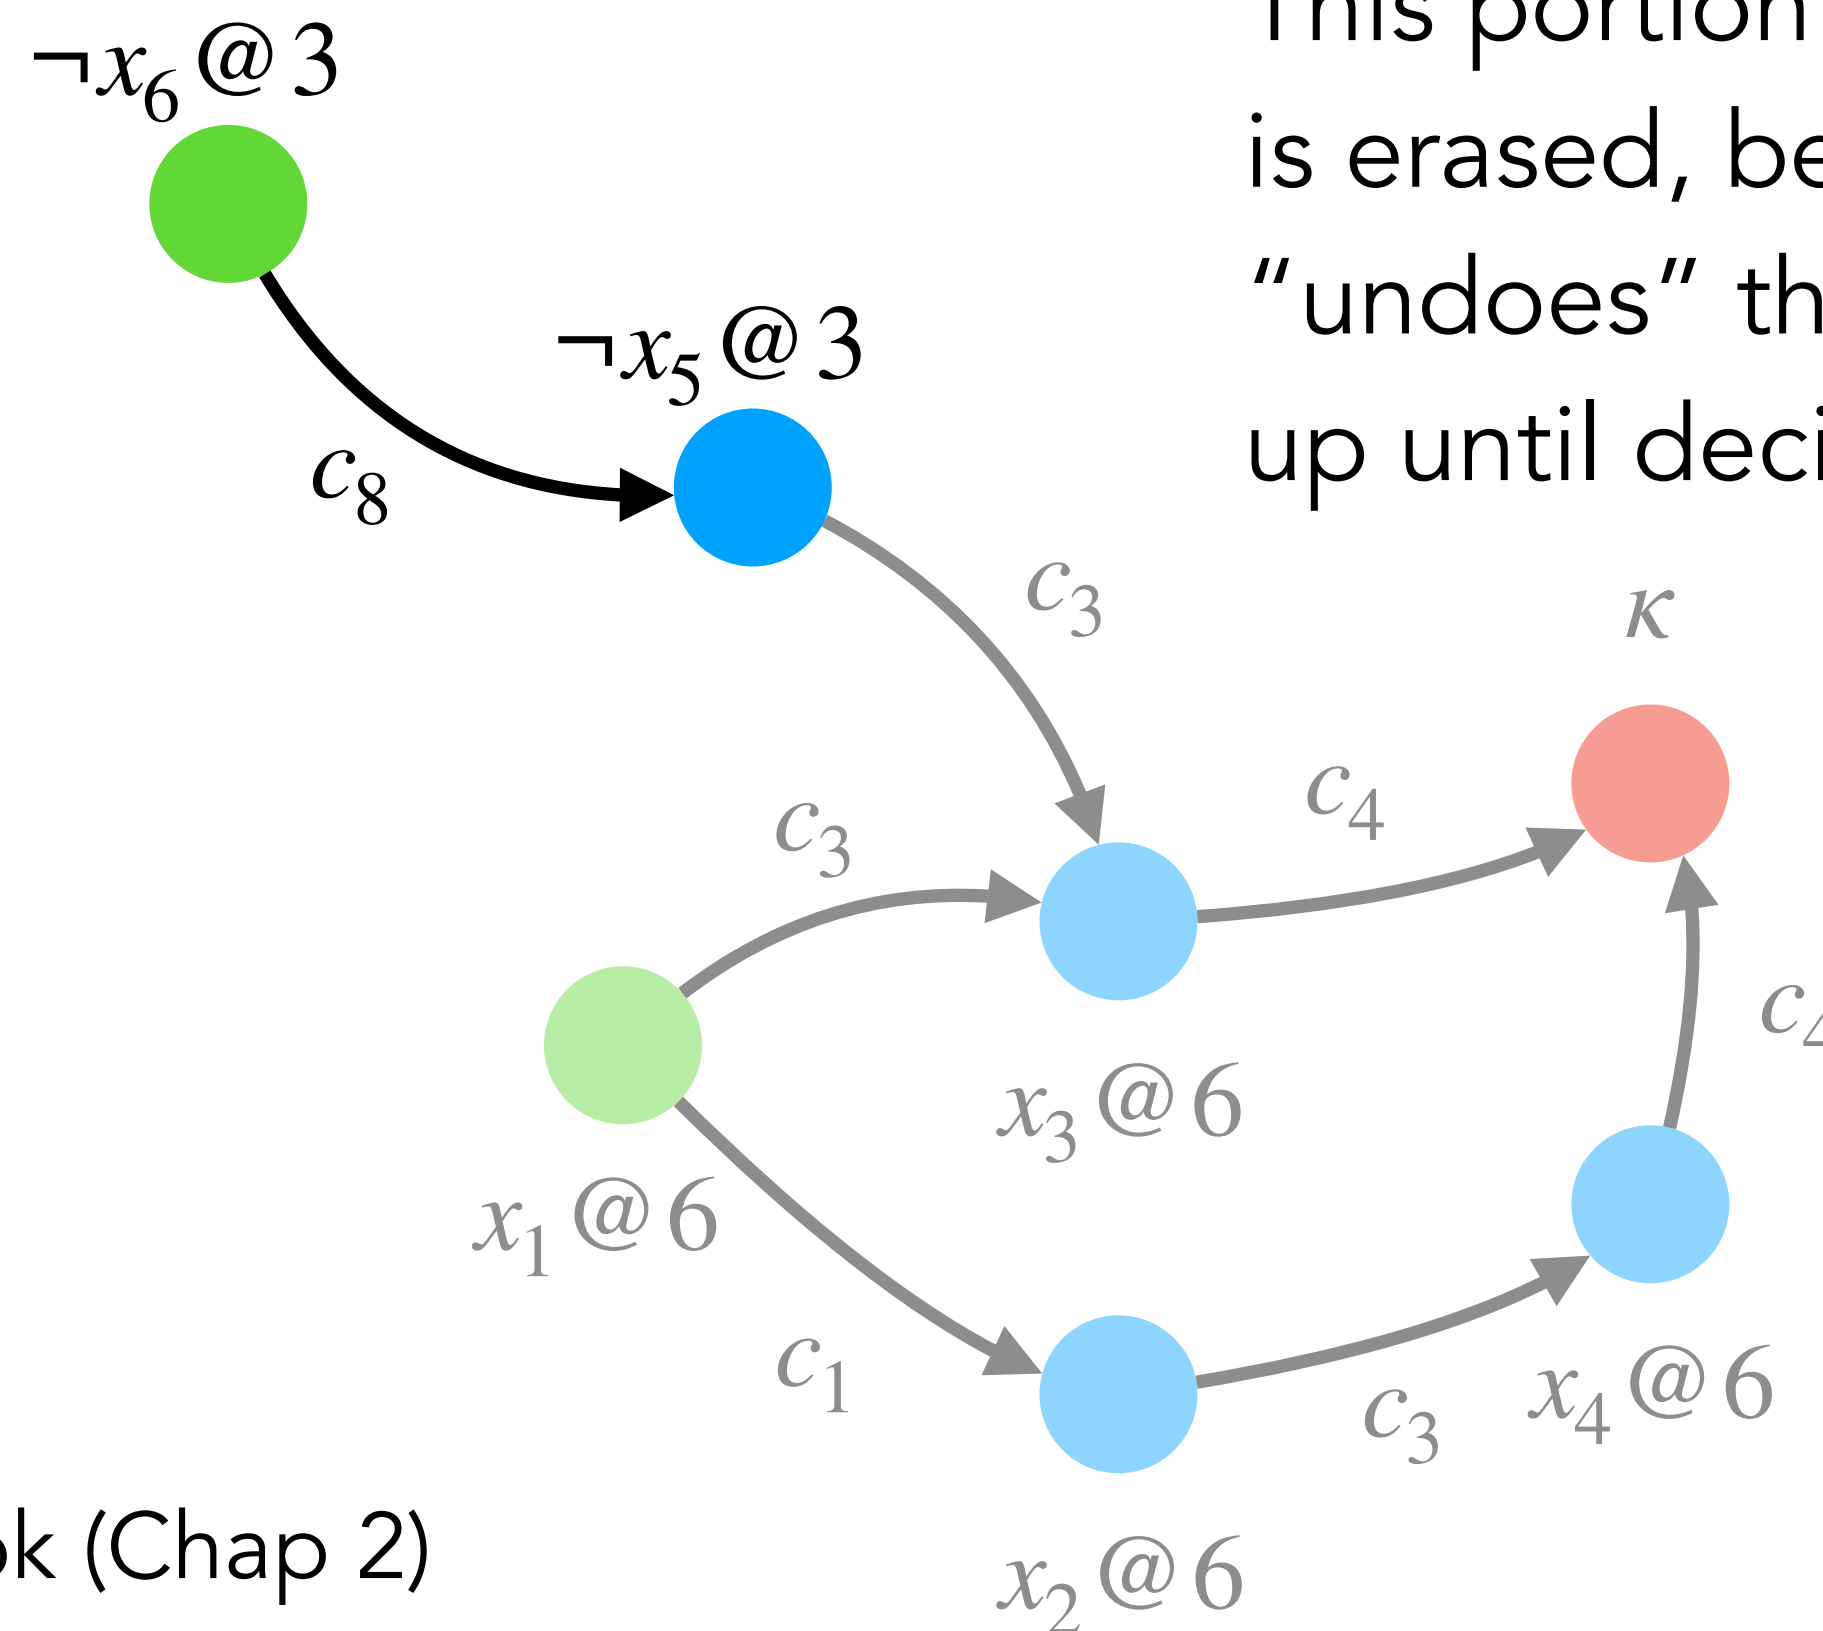 ¬x₆@3
This portion
is erased, be
“undoes” th
up until deci
¬x₅@3
c₈
c₃
κ
c₄
c₃
c₄
x₃@6
x₁@6
c₁
x₄@6
c₃
ok (Chap 2)
x₂@6